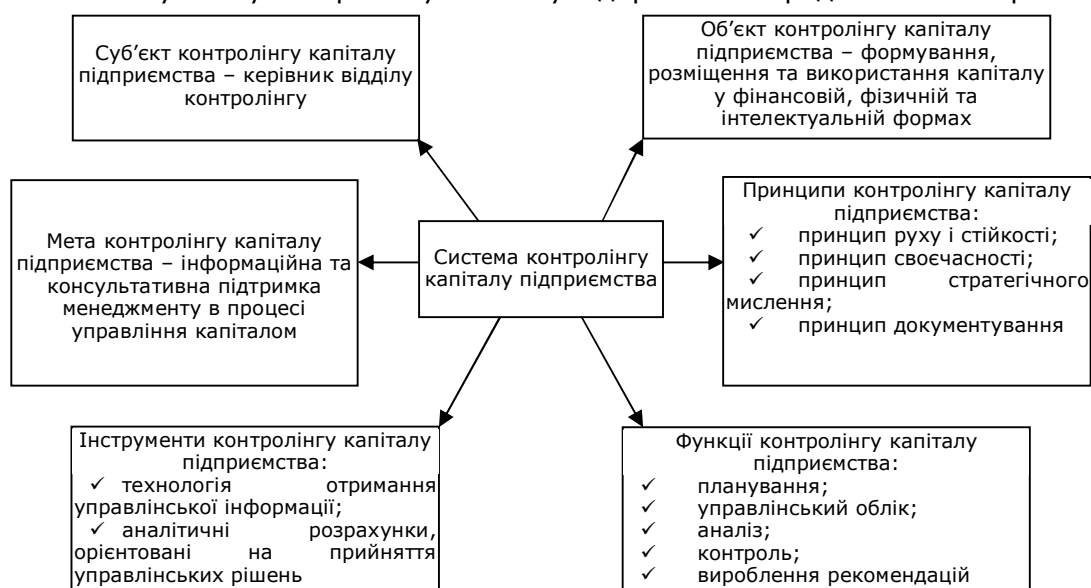 Суб’єкт контролінгу капіталу
підприємства – керівник відділу
контролінгу
Об’єкт контролінгу капіталу
підприємства – формування,
розміщення та використання капіталу
у фінансовій, фізичній та
інтелектуальній формах
Мета контролінгу капіталу
підприємства – інформаційна та
консультативна підтримка
менеджменту в процесі
управління капіталом
Система контролінгу
капіталу підприємства
Принципи контролінгу капіталу
підприємства:
✓ принцип руху і стійкості;
✓ принцип своєчасності;
✓ принцип стратегічного
мислення;
✓ принцип документування
Інструменти контролінгу капіталу
підприємства:
✓ технологія отримання
управлінської інформації;
✓ аналітичні розрахунки,
орієнтовані на прийняття
управлінських рішень
Функції контролінгу капіталу
підприємства:
✓ планування;
✓ управлінський облік;
✓ аналіз;
✓ контроль;
✓ вироблення рекомендацій